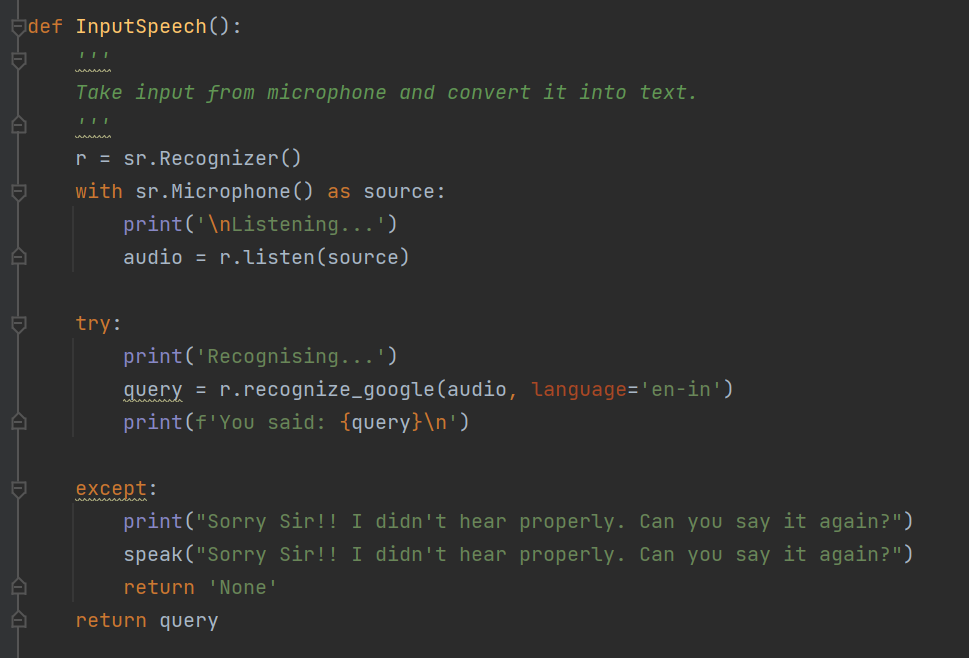 def InputSpeech():
    '''
    Take input from microphone and convert it into text.
    '''
    r = sr.Recognizer()
    with sr.Microphone() as source:
        print('\nListening...')
        audio = r.listen(source)

    try:
        print('Recognising...')
        query = r.recognize_google(audio, language='en-in')
        print(f'You said: {query}\n')

    except:
        print("Sorry Sir!! I didn't hear properly. Can you say it again?")
        speak("Sorry Sir!! I didn't hear properly. Can you say it again?")
        return 'None'
    return query